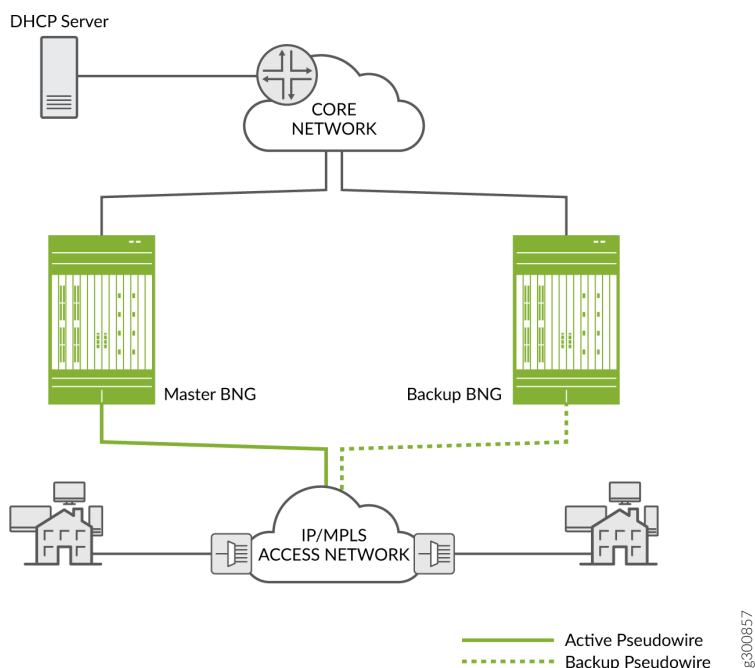 DHCP Server
CORE
NETWORK
Master BNG
Backup BNG
IP/MPLS
ACCESS NETWORK
Active Pseudowire
Backup Pseudowire
g300857